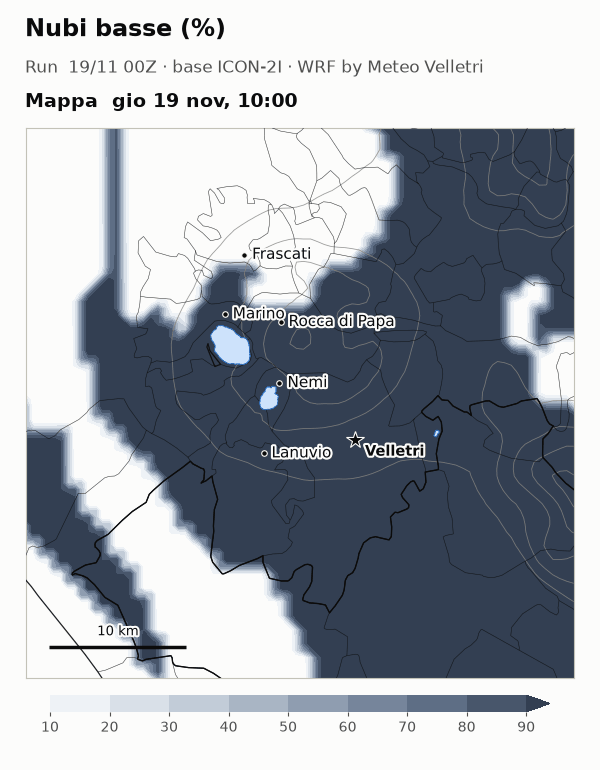 Nubi basse (%)
Run  19/11 00Z · base ICON-2I · WRF by Meteo Velletri
Mappa  gio 19 nov, 10:00
Frascati
Marino
Rocca di Papa
Nemi
Velletri
Lanuvio
10 km
10 20 30 40 50 60 70 80 90